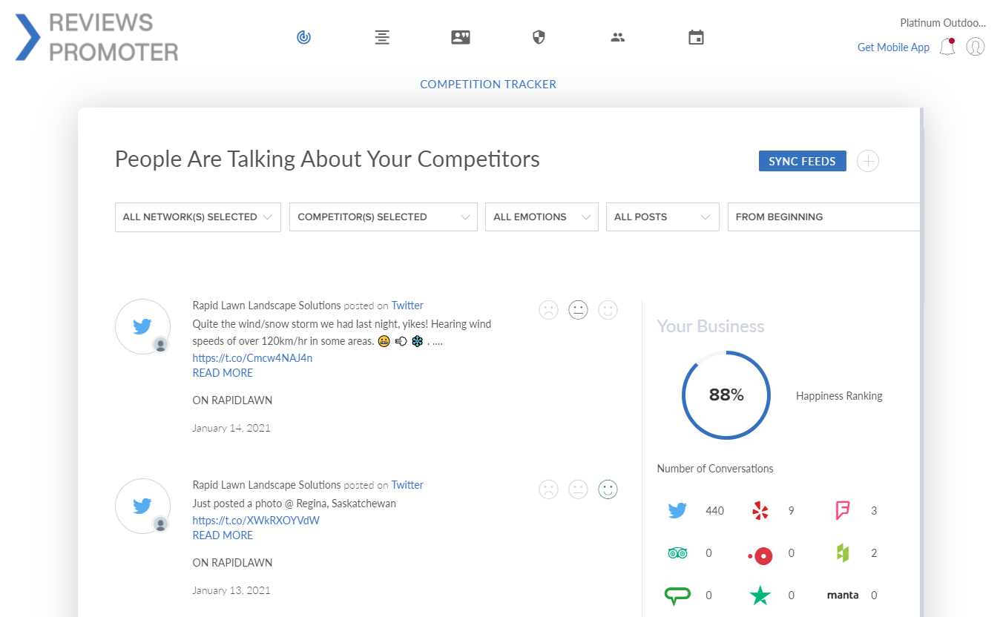 REVIEWS
PROMOTER
Platinum Outdoo...
Get Mobile App
COMPETITION TRACKER
People Are Talking About Your Competitors
SYNC FEEDS
ALL NETWORK(S) SELECTED
COMPETITOR(S) SELECTED
ALL EMOTIONS
ALL POSTS
FROM BEGINNING
Rapid Lawn Landscape Solutions posted on Twitter
Quite the wind/snow storm we had last night, yikes! Hearing wind
speeds of over 120km/hr in some areas. 😬 💨 ❄ . ....
https://t.co/Cmcw4NAJ4n
READ MORE
ON RAPIDLAWN
January 14, 2021
Rapid Lawn Landscape Solutions posted on Twitter
Just posted a photo @ Regina, Saskatchewan
https://t.co/XWkRXOYVdW
READ MORE
ON RAPIDLAWN
January 13, 2021
Your Business
88%
Happiness Ranking
Number of Conversations
440 9 3
0 0 2
0 0 manta 0